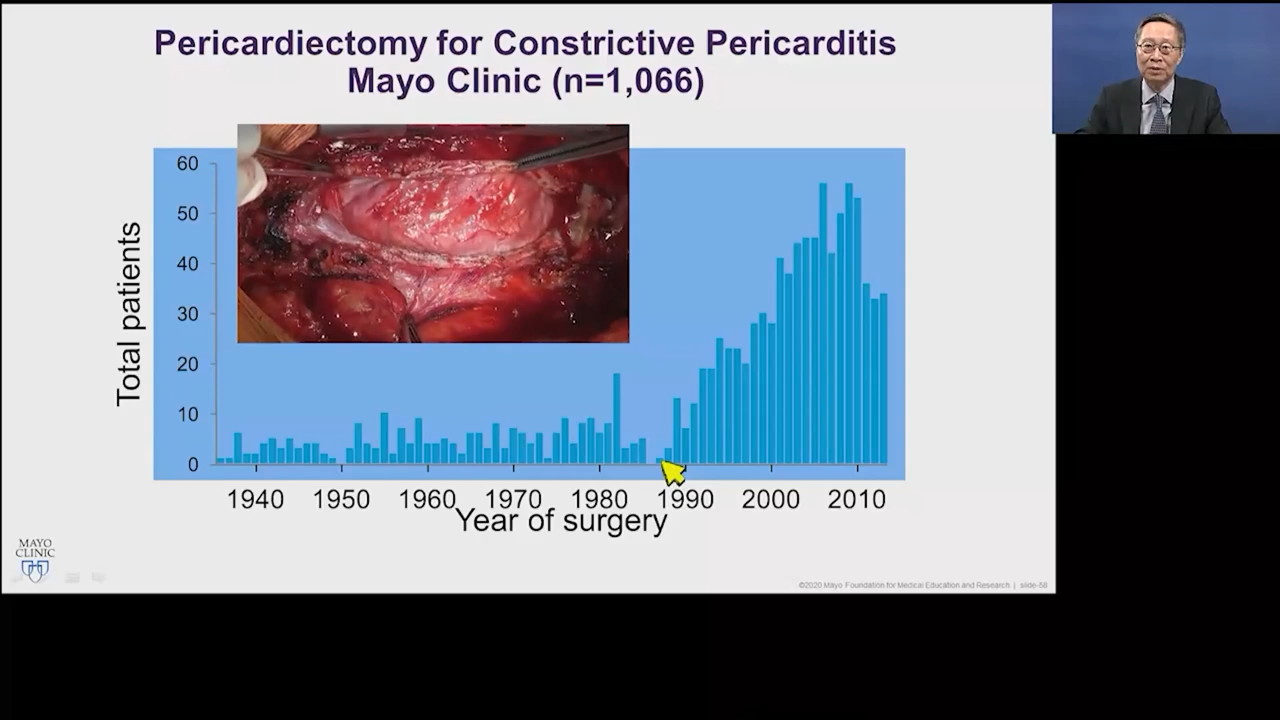 Pericardiectomy for Constrictive Pericarditis
Mayo Clinic (n=1,066)
Total patients
60
50
40
30
20
10
0
1940 1950 1960 1970 1980 1990 2000 2010
Year of surgery
MAYO
CLINIC
©2020 Mayo Foundation for Medical Education and Research | slide-56